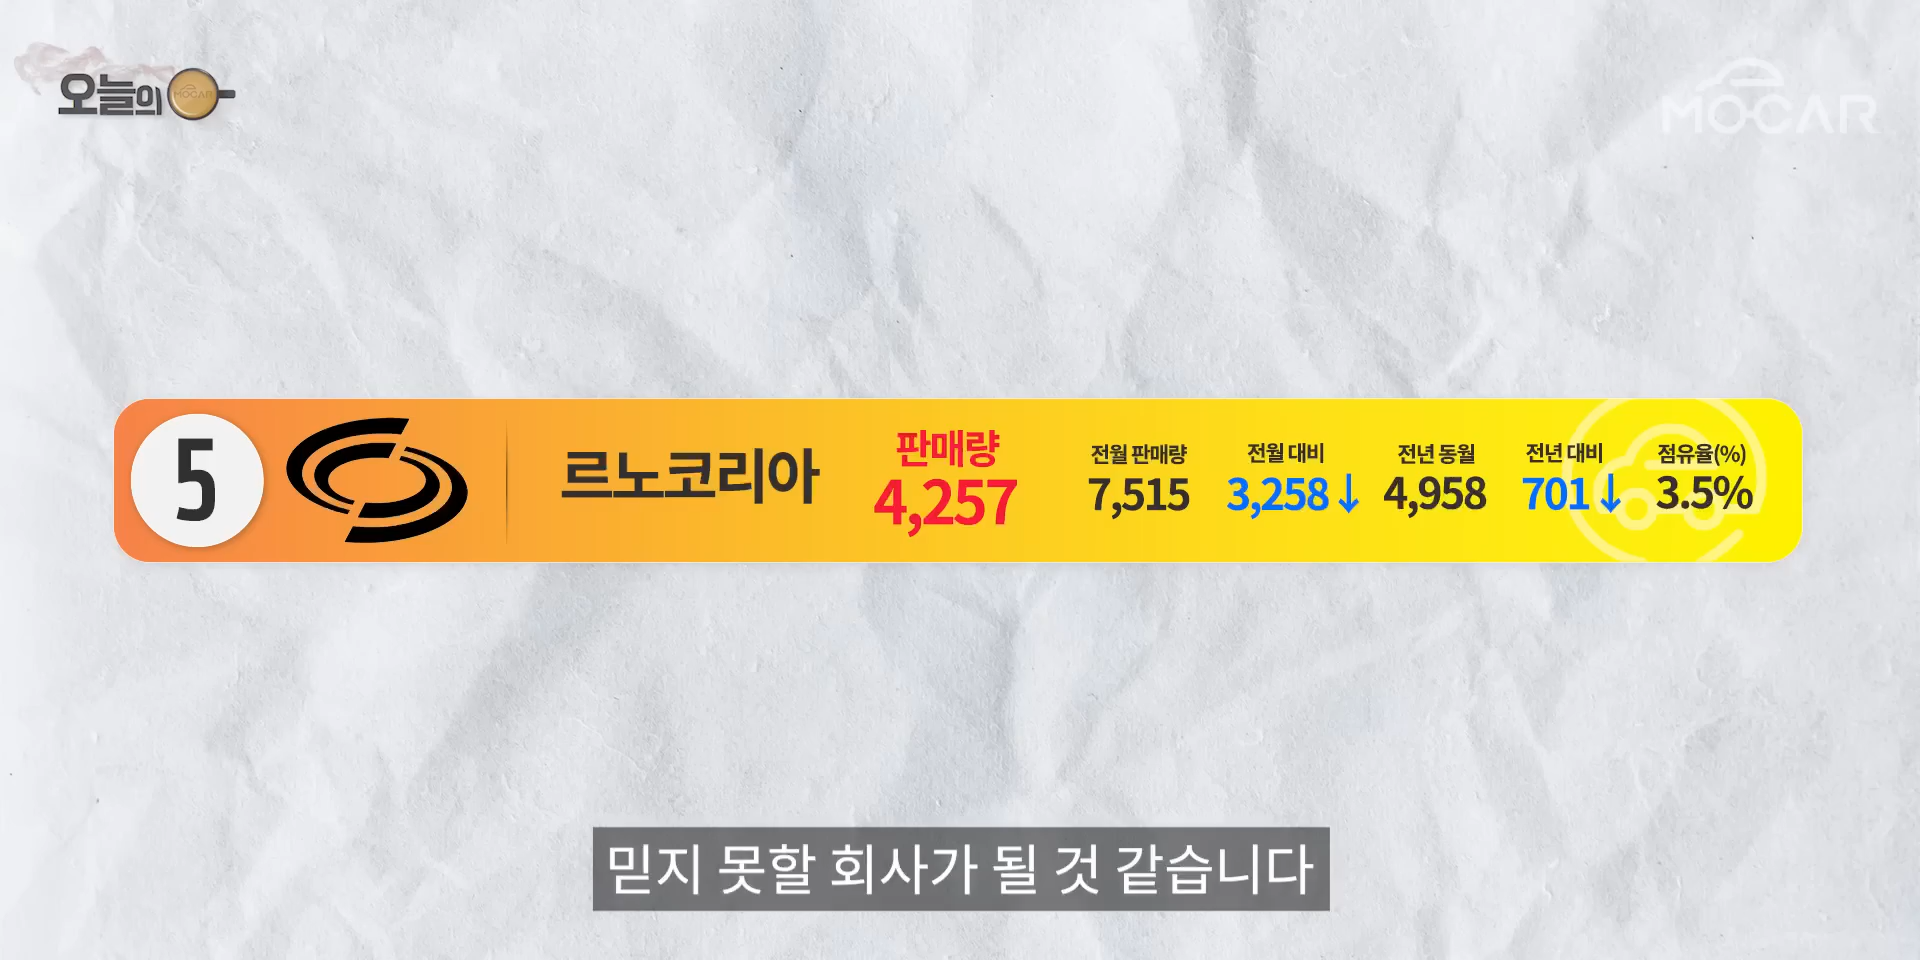 오늘의
MOCAR
MOCAR
5
르노코리아
판매량
4,257
전월 판매량
7,515
전월 대비
3,258↓
전년 동월
4,958
전년 대비
701↓
점유율(%)
3.5%
믿지 못할 회사가 될 것 같습니다